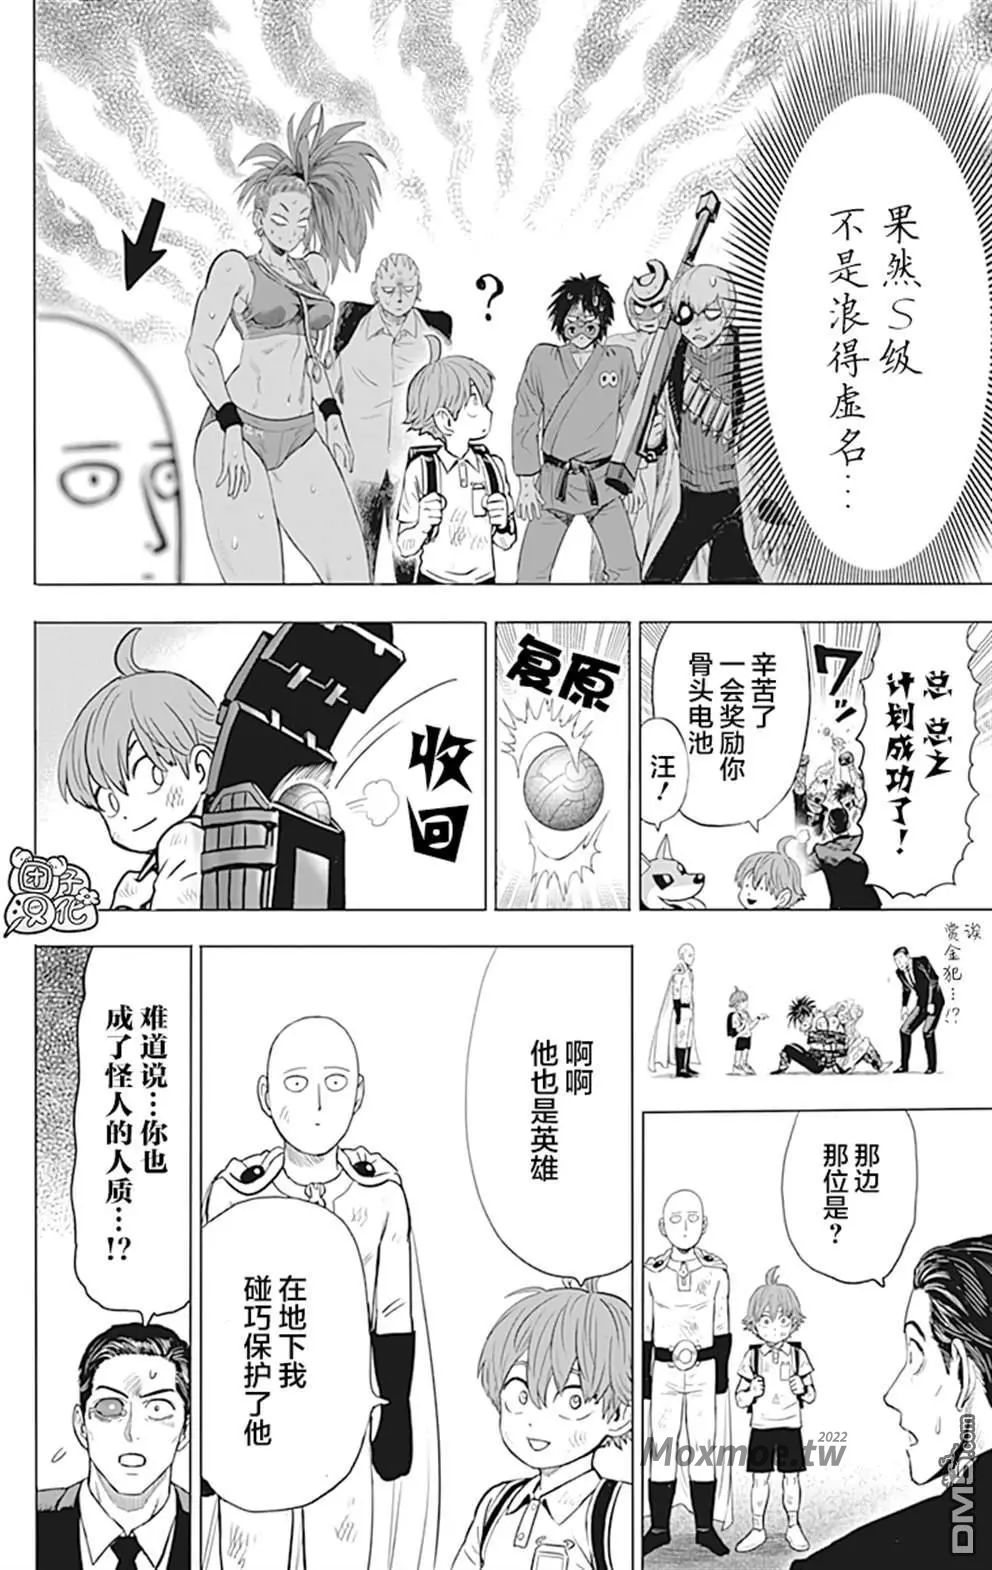 果然S级
不是浪得虚名…
?
总、总之
计划成功了！
ワッ
辛苦了
一会奖励你
骨头电池
汪！
复原
收回
团子
汉化
诶
赏金犯…!?
那边
那位是？
啊啊
他也是英雄
在地下我
碰巧保护了他
难道说…你也
成了怪人的人质…!?
2022
Moxmoe.tw
DM5.com